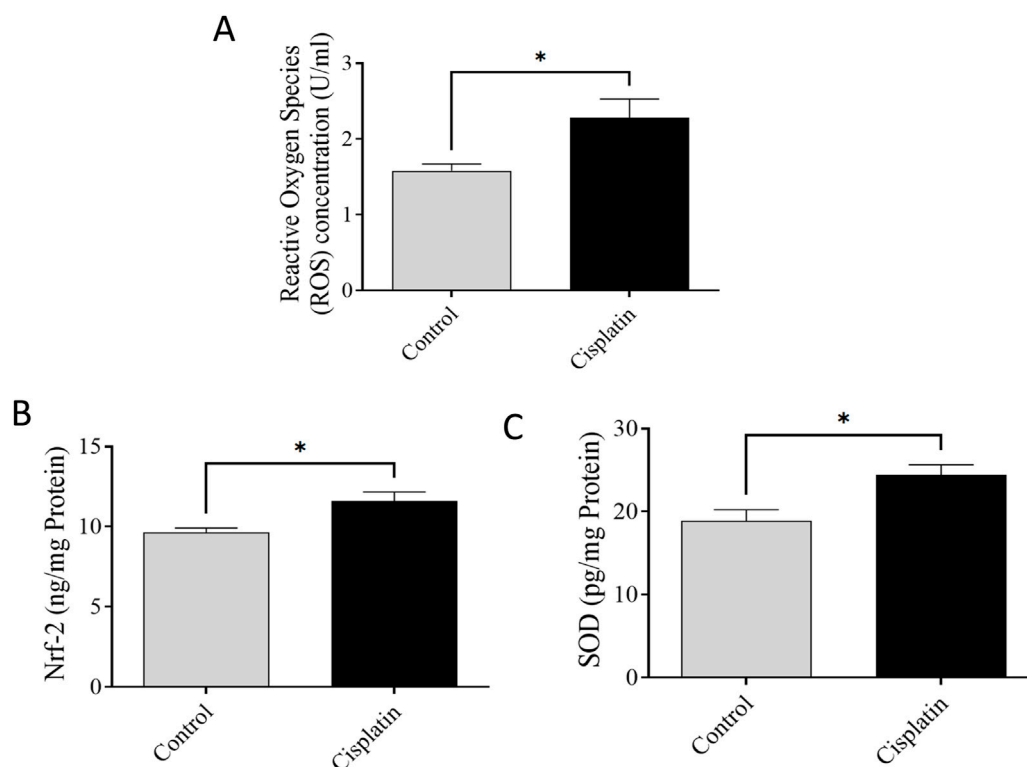 A
Reactive Oxygen Species
(ROS) concentration (U/ml)
3
2
1
0
*
Control
Cisplatin
B
Nrf-2 (ng/mg Protein)
15
10
5
0
*
Control
Cisplatin
C
SOD (pg/mg Protein)
30
20
10
0
*
Control
Cisplatin